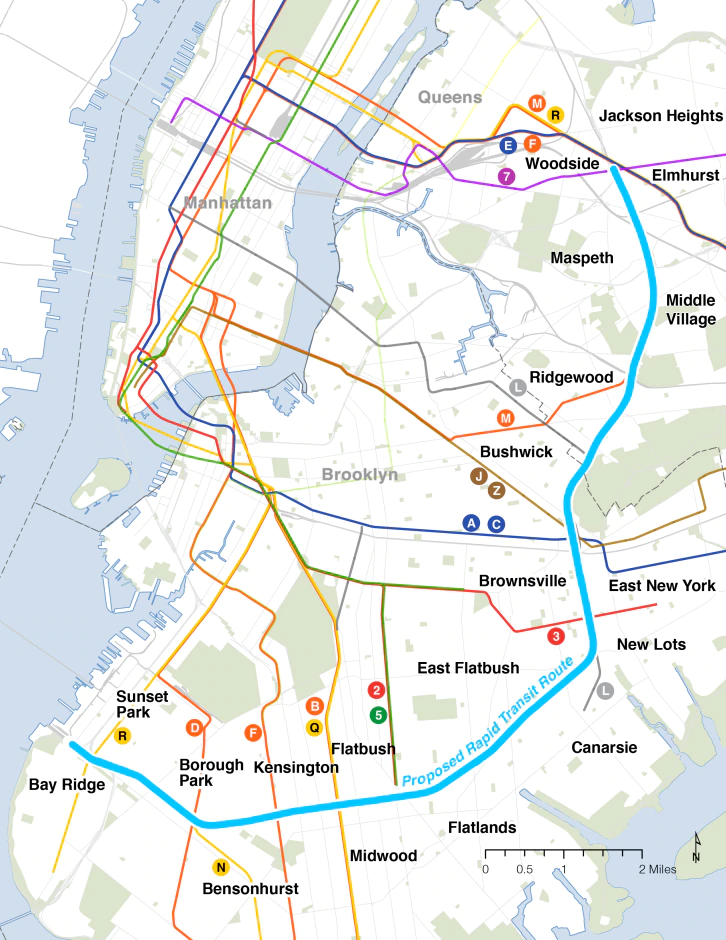 Queens
M
R
Jackson Heights
E
F
Woodside
7
Elmhurst
Manhattan
Maspeth
Middle
Village
Ridgewood
L
M
Bushwick
Brooklyn
J
Z
A
C
Brownsville
East New York
3
New Lots
East Flatbush
Proposed Rapid Transit Route
L
2
5
Sunset
Park
R
D
F
B
Q
Flatbush
Canarsie
Borough
Park
Kensington
Bay Ridge
Flatlands
Midwood
N
Bensonhurst
0
0.5
1
2 Miles
N